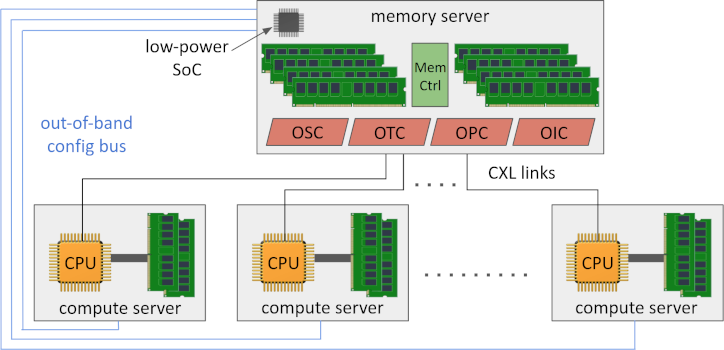 memory server
low-power
SoC
Mem
Ctrl
OSC
OTC
OPC
OIC
out-of-band
config bus
CXL links
CPU
compute server
CPU
compute server
CPU
compute server